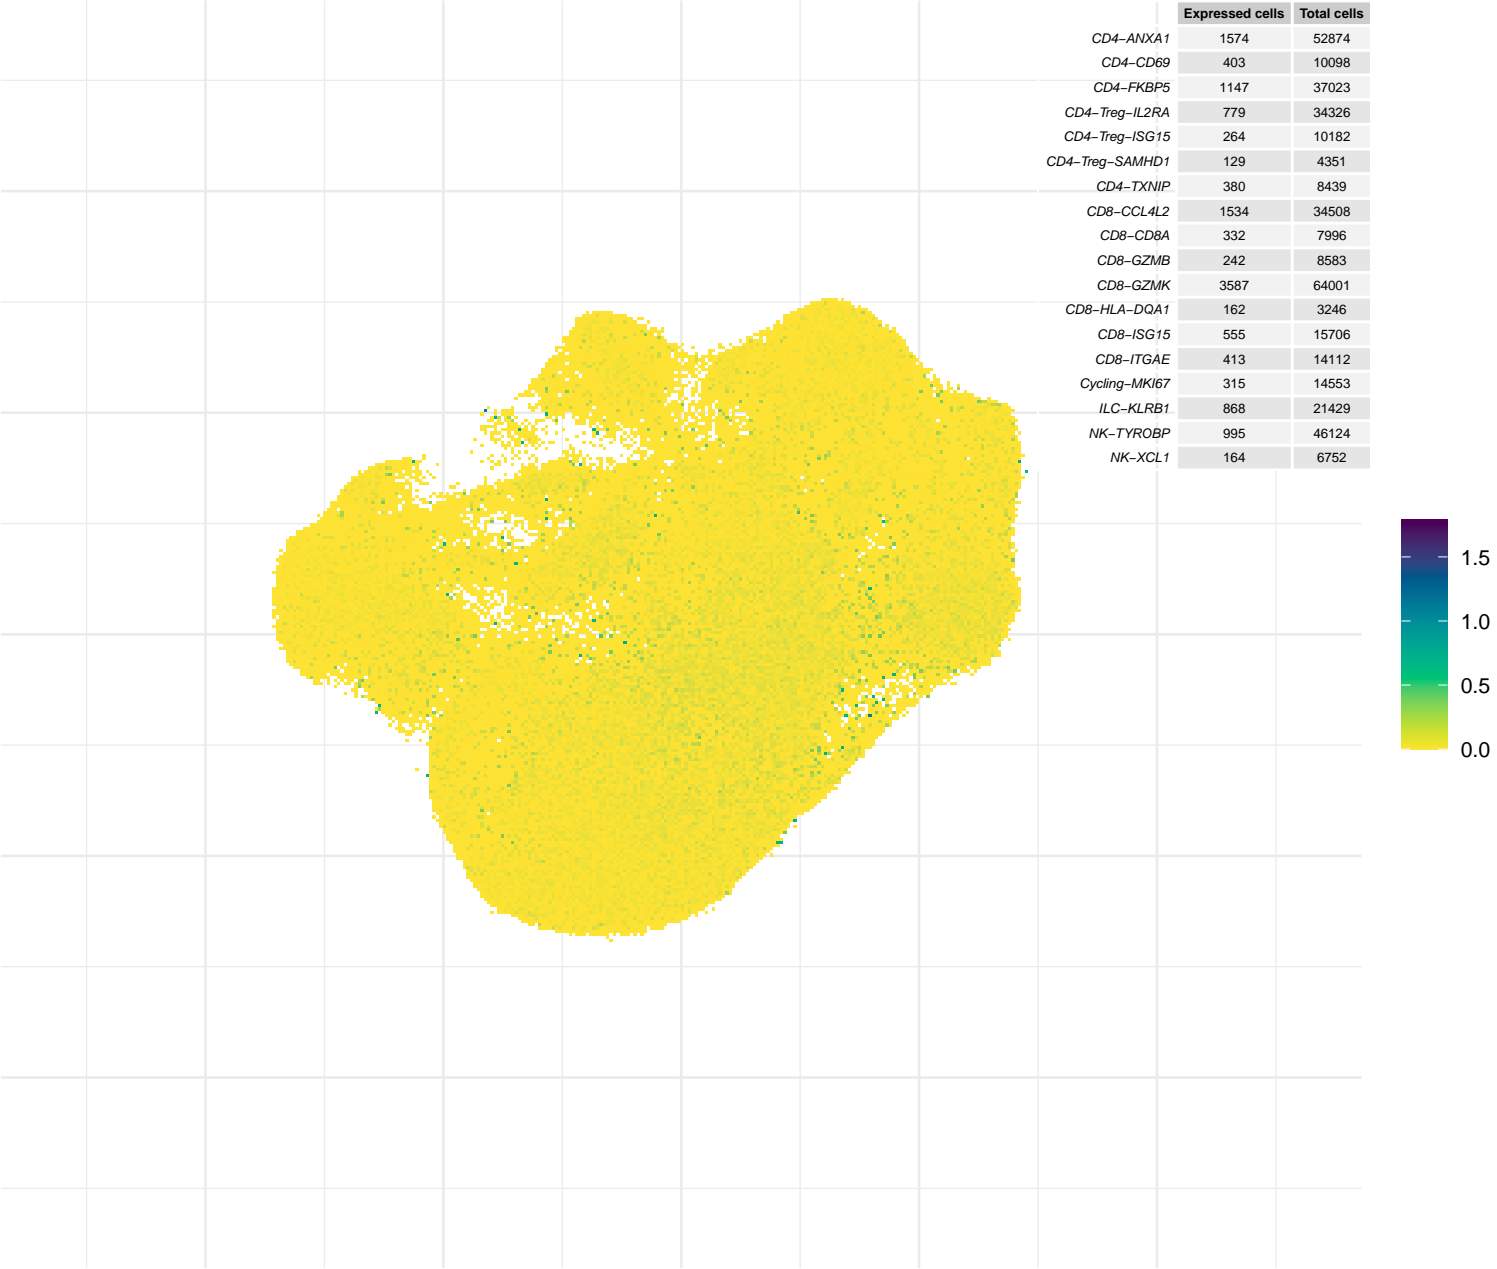 Expressed cells Total cells
CD4−ANXA1 1574 52874
CD4−CD69 403 10098
CD4−FKBP5 1147 37023
CD4−Treg−IL2RA 779 34326
CD4−Treg−ISG15 264 10182
CD4−Treg−SAMHD1 129 4351
CD4−TXNIP 380 8439
CD8−CCL4L2 1534 34508
CD8−CD8A 332 7996
CD8−GZMB 242 8583
CD8−GZMK 3587 64001
CD8−HLA−DQA1 162 3246
CD8−ISG15 555 15706
CD8−ITGAE 413 14112
Cycling−MKI67 315 14553
ILC−KLRB1 868 21429
NK−TYROBP 995 46124
NK−XCL1 164 6752
1.5
1.0
0.5
0.0